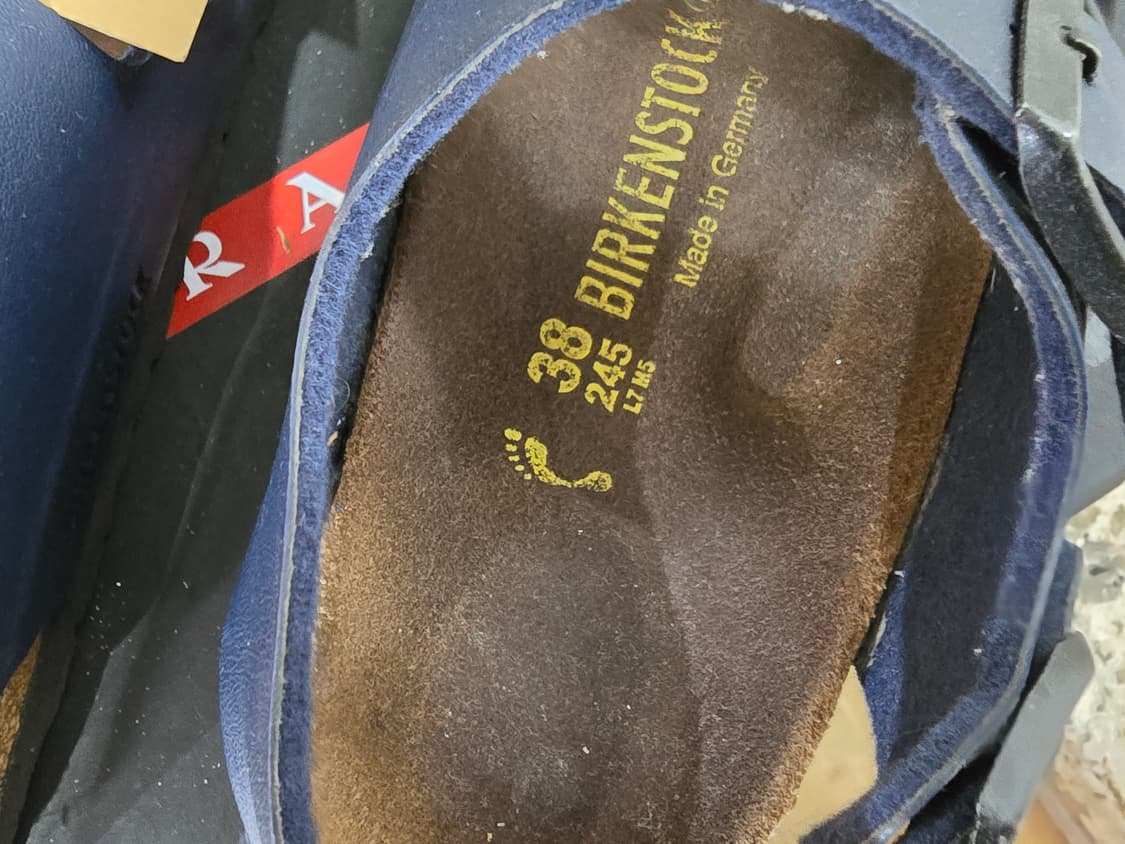 BIRKENSTOCK
Made in Germany
38
245
L7 M5
R A